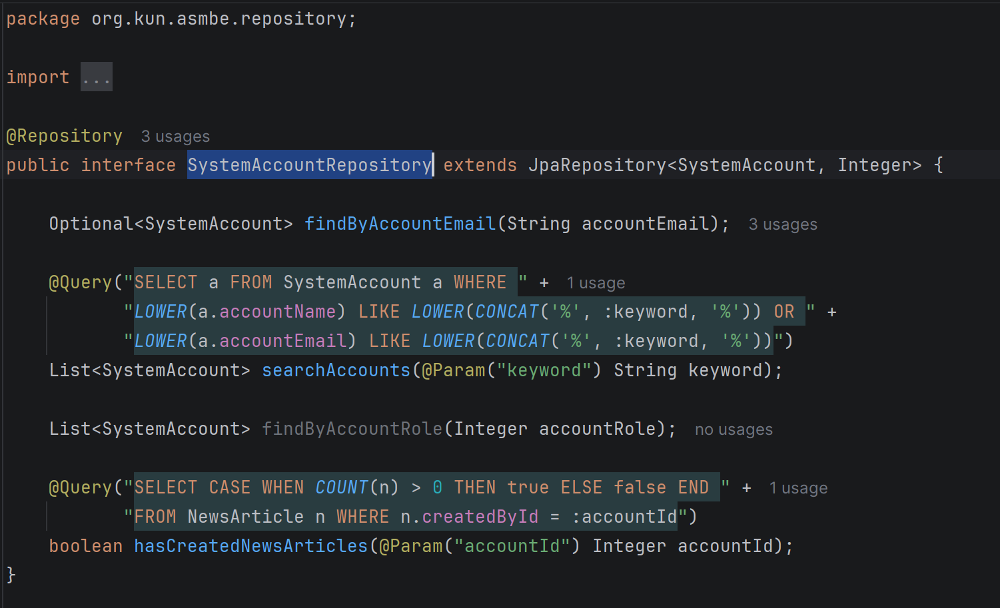 package org.kun.asmbe.repository;
import ...
@Repository 3 usages
public interface SystemAccountRepository extends JpaRepository<SystemAccount, Integer> {
Optional<SystemAccount> findByAccountEmail(String accountEmail); 3 usages
@Query("SELECT a FROM SystemAccount a WHERE " + 1 usage
"LOWER(a.accountName) LIKE LOWER(CONCAT('%', :keyword, '%')) OR " +
"LOWER(a.accountEmail) LIKE LOWER(CONCAT('%', :keyword, '%'))")
List<SystemAccount> searchAccounts(@Param("keyword") String keyword);
List<SystemAccount> findByAccountRole(Integer accountRole); no usages
@Query("SELECT CASE WHEN COUNT(n) > 0 THEN true ELSE false END " + 1 usage
"FROM NewsArticle n WHERE n.createdById = :accountId")
boolean hasCreatedNewsArticles(@Param("accountId") Integer accountId);
}